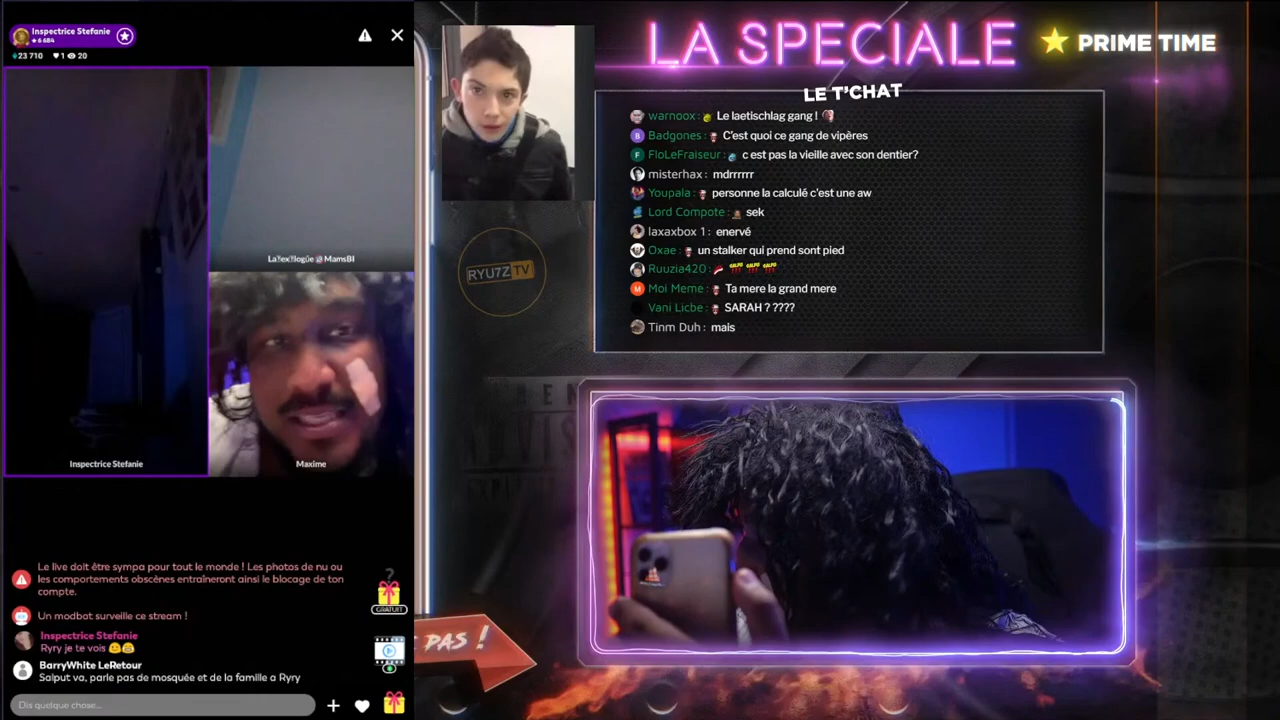 Inspectrice Stefanie
6 684
23 710 1 20
La?ex!!logüe MamsBI
Inspectrice Stefanie
Maxime
Le live doit être sympa pour tout le monde ! Les photos de nu ou
les comportements obscènes entraîneront ainsi le blocage de ton
compte.
Un modbot surveille ce stream !
Inspectrice Stefanie
Ryry je te vois
BarryWhite LeRetour
Salput va, parle pas de mosquée et de la famille a Ryry
Dis quelque chose...
?
GRATUIT
PAS !
RYU7Z TV
LA SPECIALE
PRIME TIME
LE T'CHAT
warnoox : Le laetischlag gang !
B Badgones : C'est quoi ce gang de vipères
F FloLeFraiseur : c est pas la vieille avec son dentier?
misterhax : mdrrrrrr
Youpala : personne la calculé c'est une aw
Lord Compote : sek
laxaxbox 1 : enervé
Oxae : un stalker qui prend sont pied
Ruuzia420 :
M Moi Meme : Ta mere la grand mere
Vani Licbe : SARAH ? ????
Tinm Duh : mais